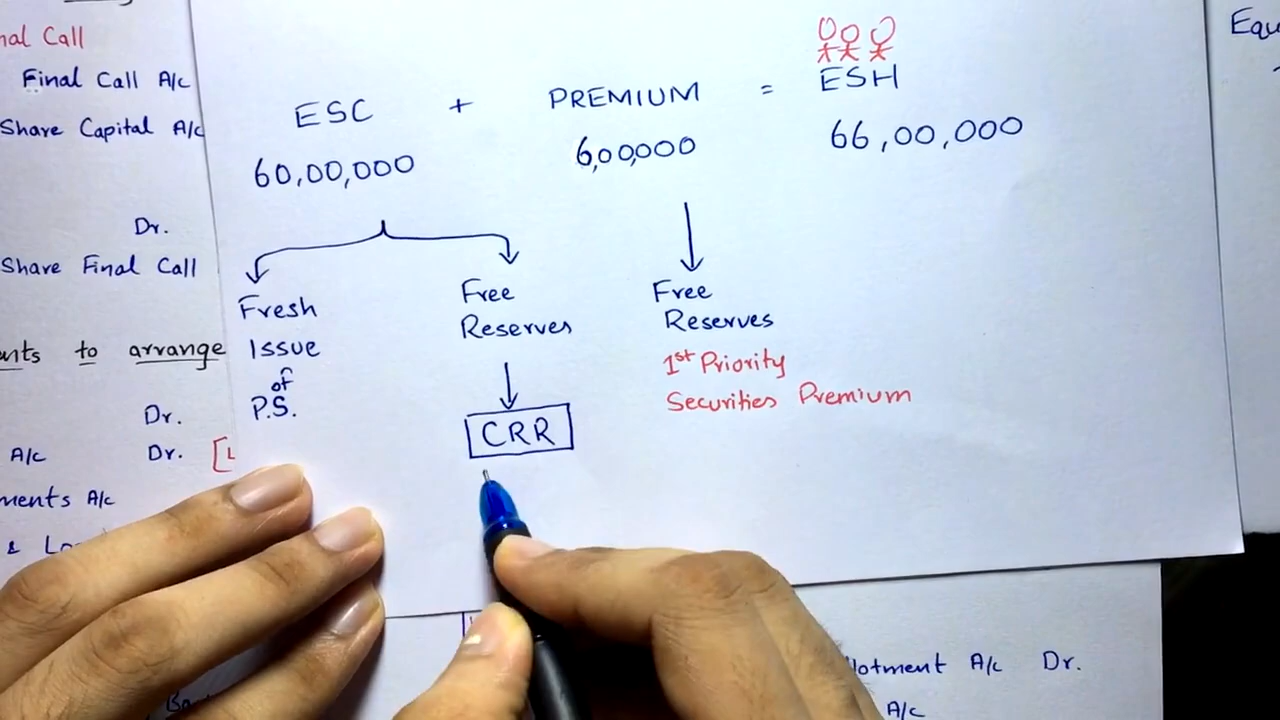 nal Call
Final Call A/c
Share Capital A/c
Dr.
Share Final Call
nts to arrange
Dr.
A/c Dr. [L
ments A/c
&
ESC + PREMIUM = ESH
60,00,000 6,00,000 66,00,000
Fresh
Issue
of
P.S.
Free
Reserves
CRR
Free
Reserves
1st Priority
Securities Premium
Equ
lotment A/c Dr.
A/c